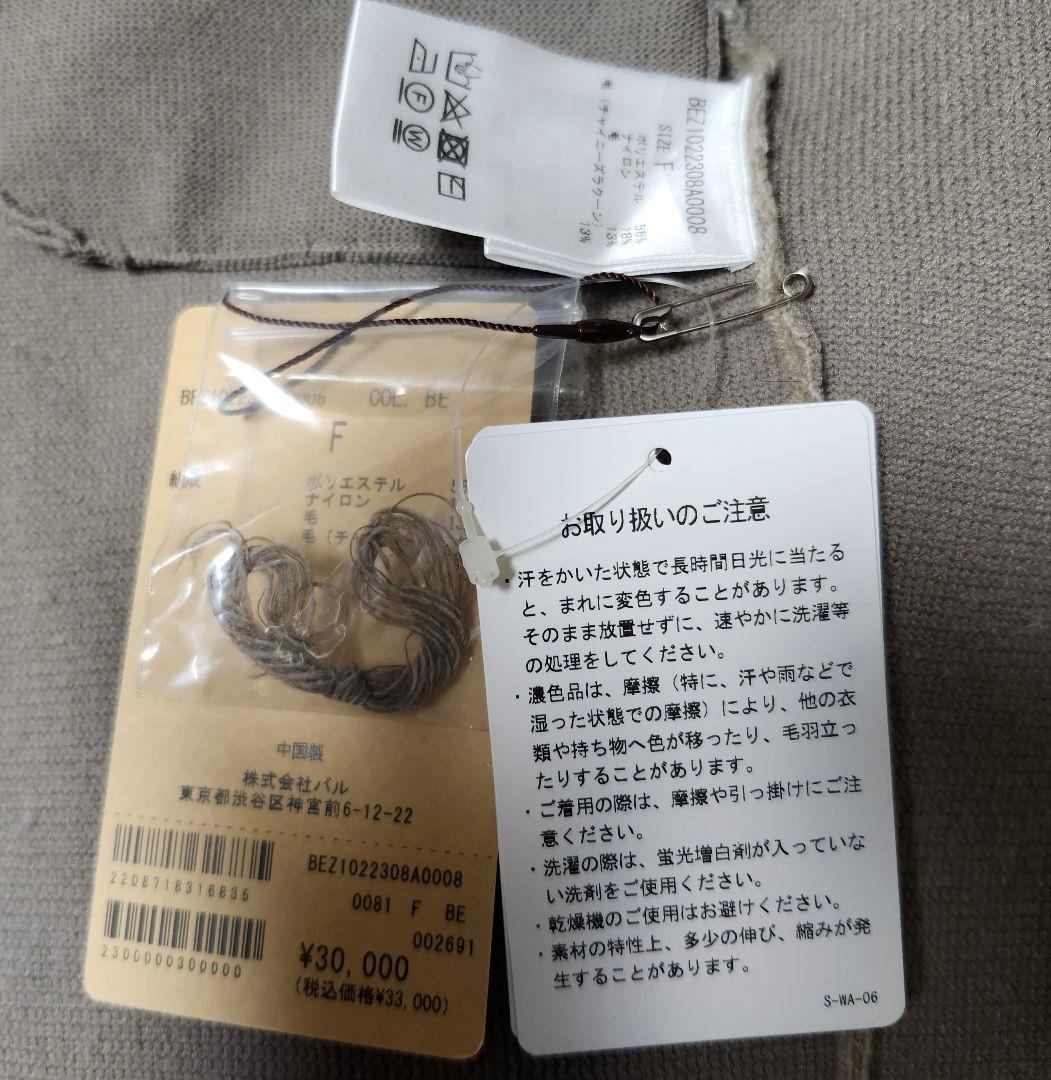 BEZ1022308A0008
SIZE F
ポリエステル 56%
ナイロン 18%
毛 13%
毛（チャイニーズラクーン） 13%
F
W
COL. BE
F
組成
ポリエステル
ナイロン
毛
毛（チ
中国製
株式会社パル
東京都渋谷区神宮前6-12-22
BEZ1022308A0008
2208718316835
0081 F BE
002691
2300000300000
¥30,000
(税込価格¥33,000)
お取り扱いのご注意
・汗をかいた状態で長時間日光に当たる
と、まれに変色することがあります。
そのまま放置せずに、速やかに洗濯等
の処理をしてください。
・濃色品は、摩擦（特に、汗や雨などで
湿った状態での摩擦）により、他の衣
類や持ち物へ色が移ったり、毛羽立っ
たりすることがあります。
・ご着用の際は、摩擦や引っ掛けにご注
意ください。
・洗濯の際は、蛍光増白剤が入っていな
い洗剤をご使用ください。
・乾燥機のご使用はお避けください。
・素材の特性上、多少の伸び、縮みが発
生することがあります。
S-WA-06